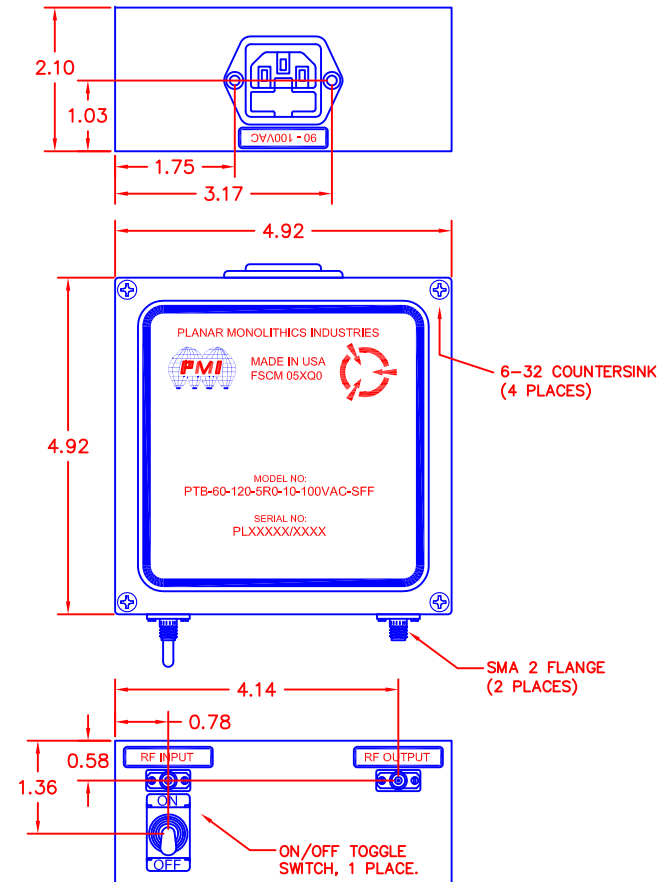 2.10
1.03
90 - 100VAC
1.75
3.17
4.92
PLANAR MONOLITHICS INDUSTRIES
PMI
MADE IN USA
FSCM 05XQ0
6-32 COUNTERSINK
(4 PLACES)
4.92
MODEL NO:
PTB-60-120-5R0-10-100VAC-SFF
SERIAL NO:
PLXXXXX/XXXX
SMA 2 FLANGE
(2 PLACES)
4.14
0.78
0.58
RF INPUT
RF OUTPUT
1.36
ON
OFF
ON/OFF TOGGLE
SWITCH, 1 PLACE.